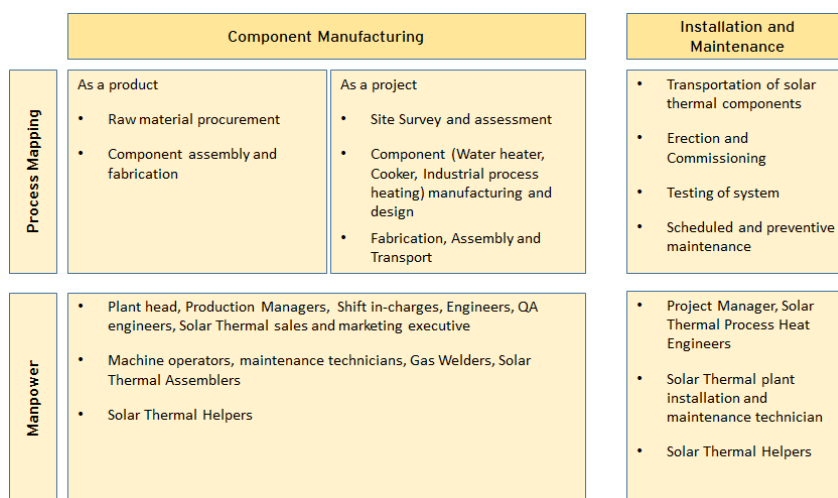 Component Manufacturing
Installation and
Maintenance
Process Mapping
As a product
• Raw material procurement
• Component assembly and
fabrication
As a project
• Site Survey and assessment
• Component (Water heater,
Cooker, Industrial process
heating) manufacturing and
design
• Fabrication, Assembly and
Transport
• Transportation of solar
thermal components
• Erection and
Commissioning
• Testing of system
• Scheduled and preventive
maintenance
Manpower
• Plant head, Production Managers, Shift in-charges, Engineers, QA
engineers, Solar Thermal sales and marketing executive
• Machine operators, maintenance technicians, Gas Welders, Solar
Thermal Assemblers
• Solar Thermal Helpers
• Project Manager, Solar
Thermal Process Heat
Engineers
• Solar Thermal plant
installation and
maintenance technician
• Solar Thermal Helpers